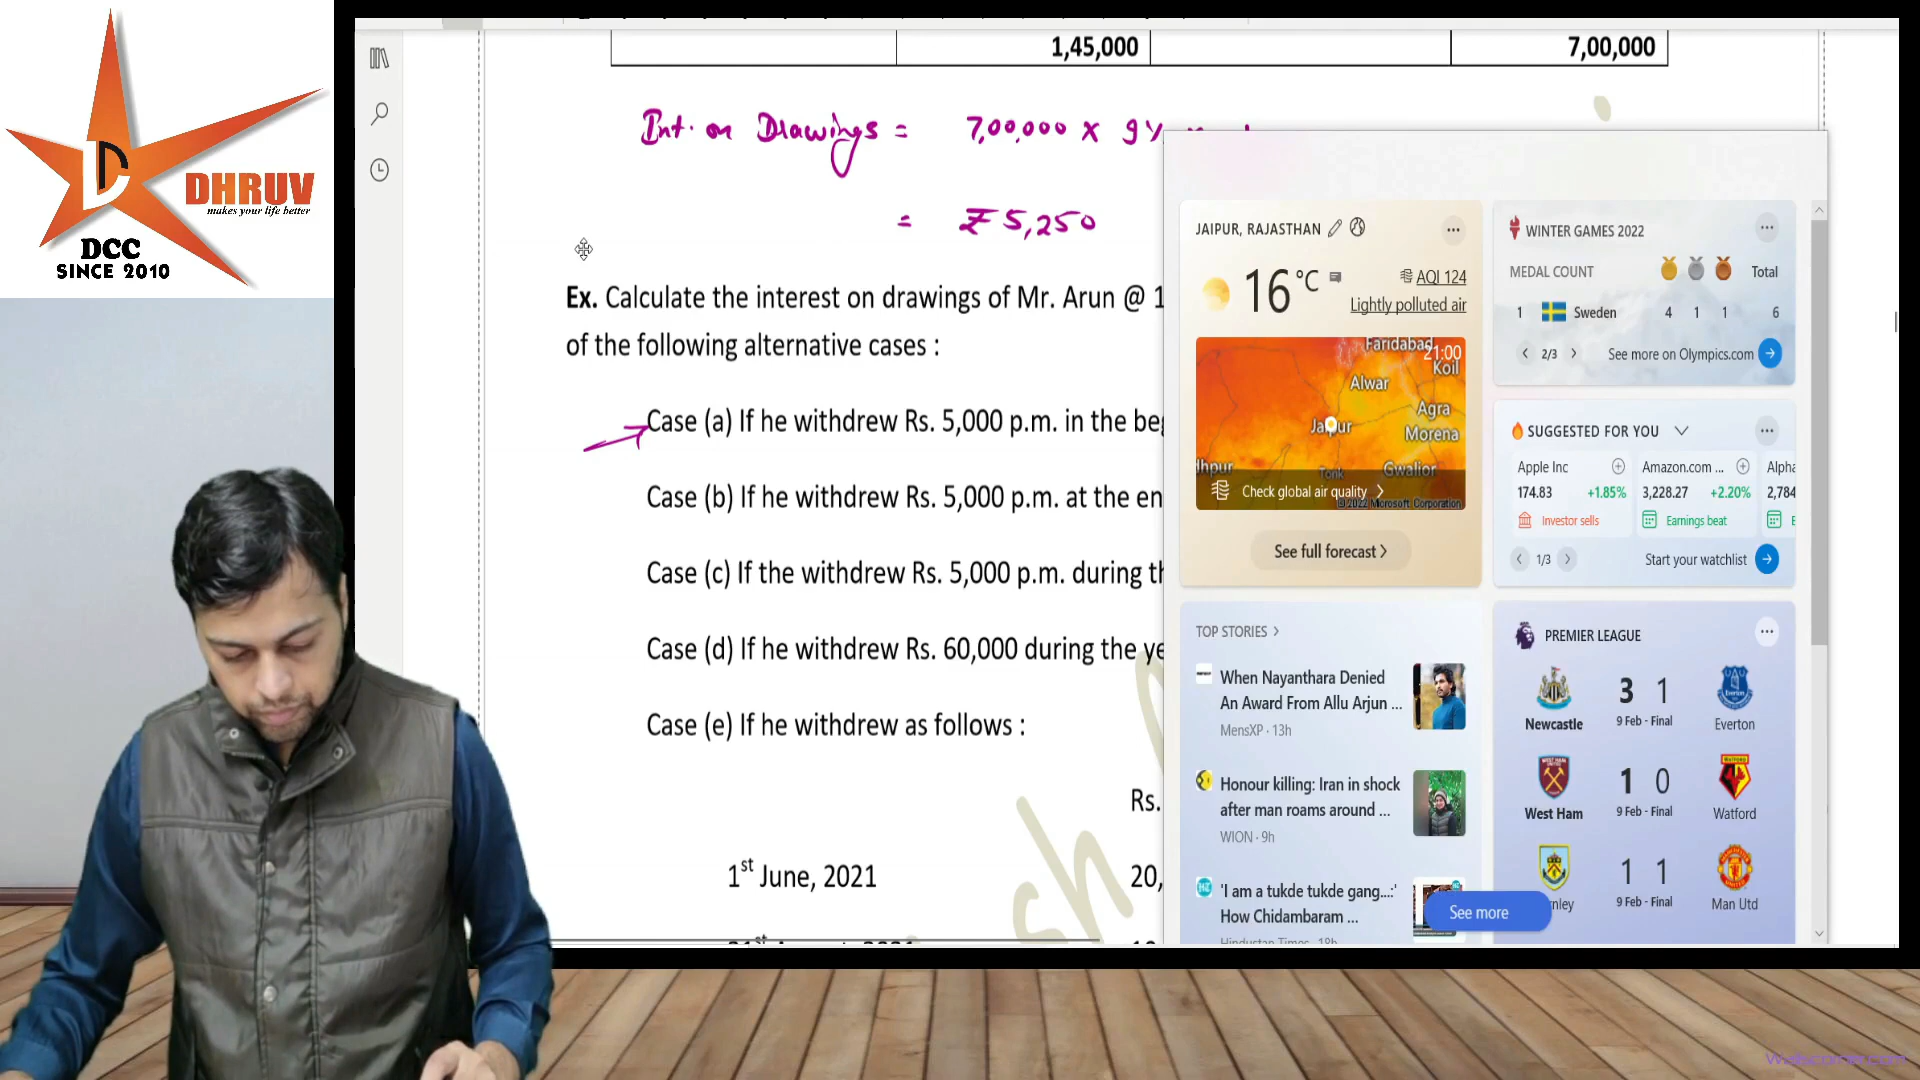 DHRUV
makes your life better
DCC
SINCE 2010
1,45,000 7,00,000
Int. on Drawings = 7,00,000 x 9%
= ₹ 5,250
Ex. Calculate the interest on drawings of Mr. Arun @ 1
of the following alternative cases :
Case (a) If he withdrew Rs. 5,000 p.m. in the beg
Case (b) If he withdrew Rs. 5,000 p.m. at the en
Case (c) If the withdrew Rs. 5,000 p.m. during th
Case (d) If he withdrew Rs. 60,000 during the ye
Case (e) If he withdrew as follows :
Rs.
1st June, 2021 20,
JAIPUR, RAJASTHAN
16 °C
AQI 124
Lightly polluted air
Faridabad
21:00
Koil
Alwar
Agra
Jaipur
Morena
dhpur
Tonk
Gwalior
Check global air quality
©2022 Microsoft Corporation
See full forecast >
WINTER GAMES 2022
MEDAL COUNT Total
1 Sweden 4 1 1 6
2/3 See more on Olympics.com
SUGGESTED FOR YOU
Apple Inc Amazon.com ... Alpha
174.83 +1.85% 3,228.27 +2.20% 2,784
Investor sells Earnings beat E
1/3 Start your watchlist
TOP STORIES >
When Nayanthara Denied
An Award From Allu Arjun ...
MensXP · 13h
Honour killing: Iran in shock
after man roams around ...
WION · 9h
'I am a tukde tukde gang...:'
How Chidambaram ...
Hindustan Times · 18h
See more
PREMIER LEAGUE
3 1
Newcastle 9 Feb - Final Everton
1 0
West Ham 9 Feb - Final Watford
1 1
rnley 9 Feb - Final Man Utd
sh